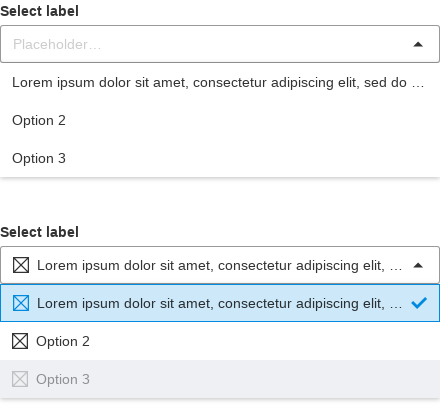 Select label
Placeholder…
Lorem ipsum dolor sit amet, consectetur adipiscing elit, sed do …
Option 2
Option 3
Select label
Lorem ipsum dolor sit amet, consectetur adipiscing elit, …
Lorem ipsum dolor sit amet, consectetur adipiscing elit, …
Option 2
Option 3